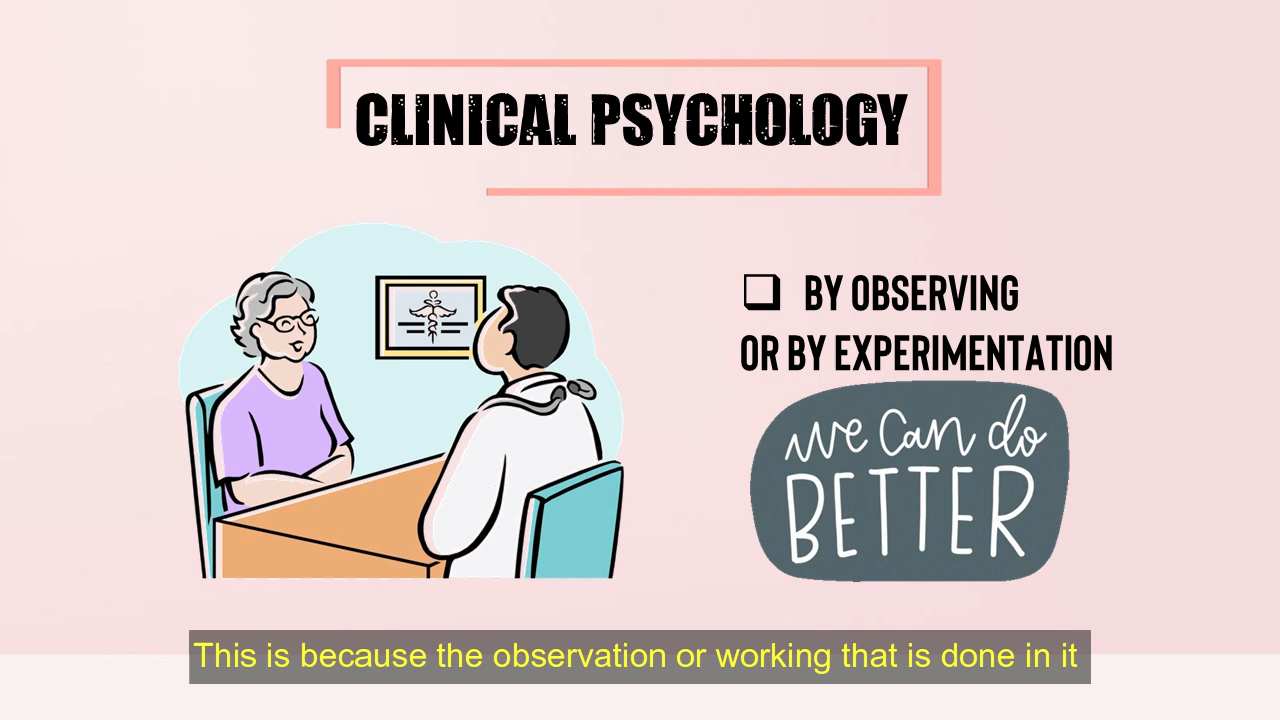 CLINICAL PSYCHOLOGY
❑ BY OBSERVING
OR BY EXPERIMENTATION
we can do
BETTER
This is because the observation or working that is done in it